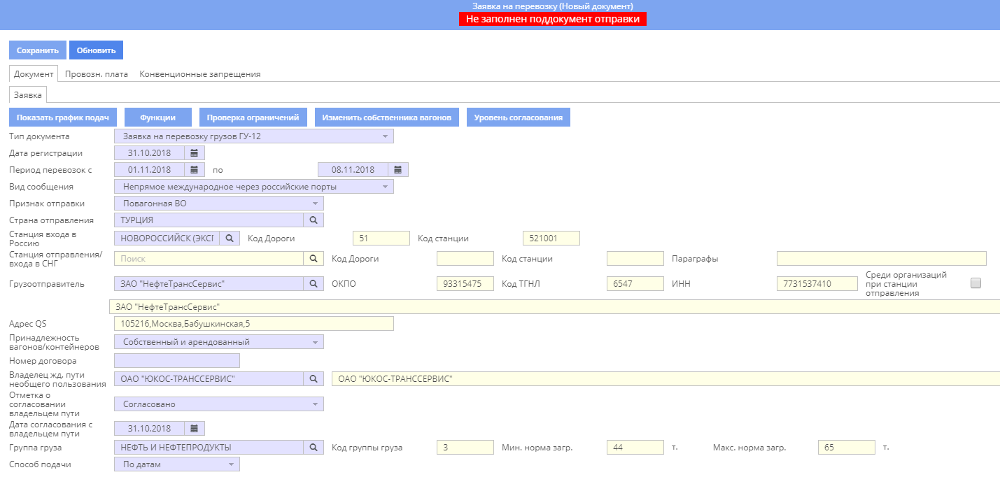 Заявка на перевозку (Новый документ)
Не заполнен поддокумент отправки
Сохранить Обновить
Документ Провозн. плата Конвенционные запрещения
Заявка
Показать график подач Функции Проверка ограничений Изменить собственника вагонов Уровень согласования
Тип документа Заявка на перевозку грузов ГУ-12
Дата регистрации 31.10.2018
Период перевозок с 01.11.2018 по 08.11.2018
Вид сообщения Непрямое международное через российские порты
Признак отправки Повагонная ВО
Страна отправления ТУРЦИЯ
Станция входа в
Россию
НОВОРОССИЙСК (ЭКСГ Код Дороги 51 Код станции 521001
Станция отправления/
входа в СНГ
Поиск Код Дороги Код станции Параграфы
Грузоотправитель ЗАО "НефтеТрансСервис" ОКПО 93315475 Код ТГНЛ 6547 ИНН 7731537410
Среди организаций
при станции
отправления
ЗАО "НефтеТрансСервис"
Адрес QS 105216,Москва,Бабушкинская,5
Принадлежность
вагонов/контейнеров
Собственный и арендованный
Номер договора
Владелец жд. пути
необщего пользования
ОАО "ЮКОС-ТРАНССЕРВИС" ОАО "ЮКОС-ТРАНССЕРВИС"
Отметка о
согласовании
владельцем пути
Согласовано
Дата согласования с
владельцем пути
31.10.2018
Группа груза НЕФТЬ И НЕФТЕПРОДУКТЫ Код группы груза 3 Мин. норма загр. 44 т. Макс. норма загр. 65 т.
Способ подачи По датам